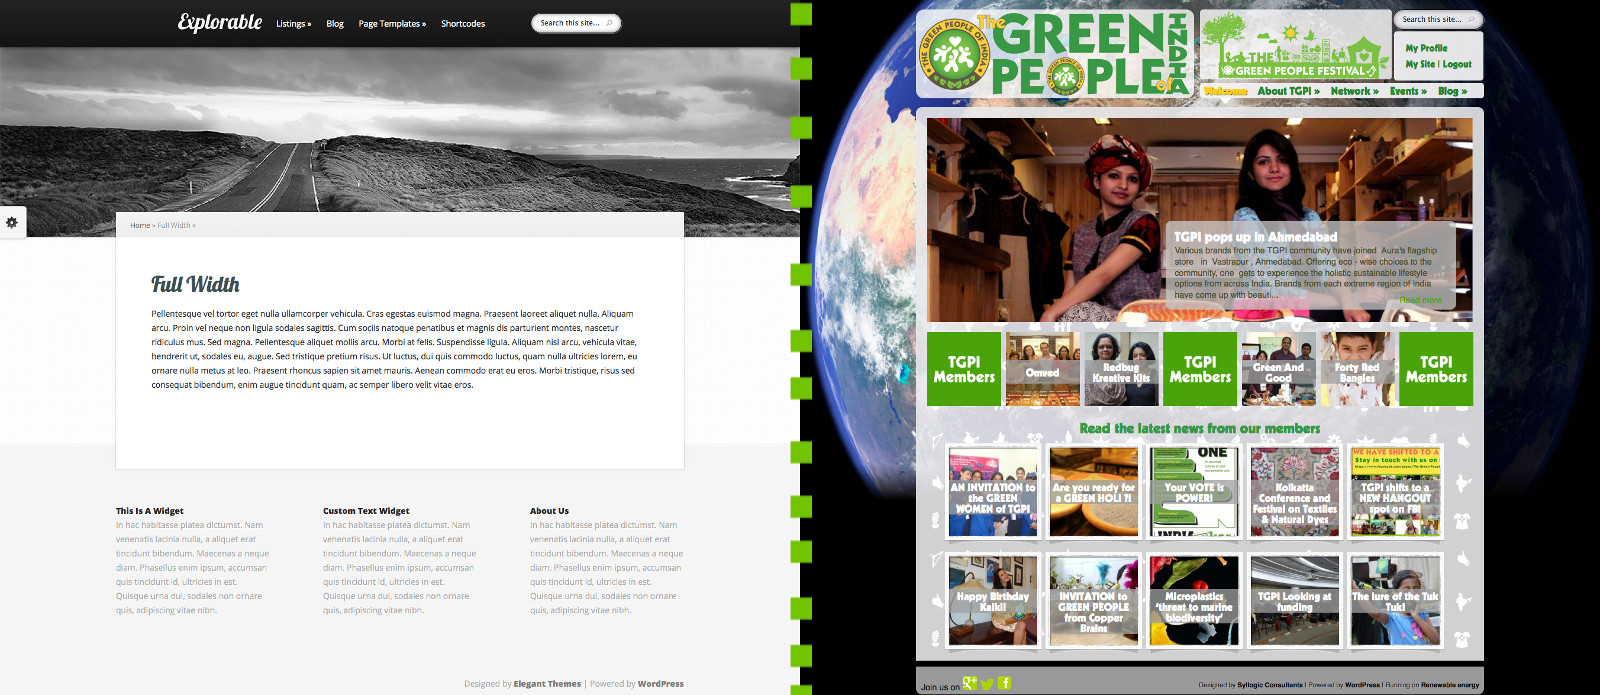 Explorable
Listings »
Blog
Page Templates »
Shortcodes
Search this site...
Home » Full Width »
Full Width
Pellentesque vel tortor eget nulla ullamcorper vehicula. Cras egestas euismod magna. Praesent laoreet aliquet nulla. Aliquam
arcu. Proin vel neque non ligula sodales sagittis. Cum sociis natoque penatibus et magnis dis parturient montes, nascetur
ridiculus mus. Sed magna. Pellentesque aliquet mollis arcu. Morbi at felis. Suspendisse ligula. Aliquam nisl arcu, vehicula vitae,
hendrerit ut, sodales eu, augue. Sed tristique pretium risus. Ut luctus, dui quis commodo luctus, quam nulla ultricies lorem, eu
ornare nulla metus at leo. Praesent rhoncus sapien sit amet mauris. Aenean commodo erat eu eros. Morbi tristique, risus sed
consequat bibendum, enim augue tincidunt quam, ac semper libero velit vitae eros.
This Is A Widget
In hac habitasse platea dictumst. Nam
venenatis lacinia nulla, a aliquet erat
tincidunt bibendum. Maecenas a neque
diam. Phasellus enim ipsum, accumsan
quis tincidunt id, ultricies in est.
Quisque urna dui, sodales non ornare
quis, adipiscing vitae nibh.
Custom Text Widget
In hac habitasse platea dictumst. Nam
venenatis lacinia nulla, a aliquet erat
tincidunt bibendum. Maecenas a neque
diam. Phasellus enim ipsum, accumsan
quis tincidunt id, ultricies in est.
Quisque urna dui, sodales non ornare
quis, adipiscing vitae nibh.
About Us
In hac habitasse platea dictumst. Nam
venenatis lacinia nulla, a aliquet erat
tincidunt bibendum. Maecenas a neque
diam. Phasellus enim ipsum, accumsan
quis tincidunt id, ultricies in est.
Quisque urna dui, sodales non ornare
quis, adipiscing vitae nibh.
Designed by Elegant Themes | Powered by WordPress
THE GREEN PEOPLE OF INDIA
The GREEN
PEOPLE of INDIA
THE
GREEN PEOPLE FESTIVAL
Search this site...
My Profile
My Site | Logout
Welcome
About TGPI »
Network »
Events »
Blog »
TGPI pops up in Ahmedabad
Various brands from the TGPI community have joined Aura's flagship
store in Vastrapur , Ahmedabad. Offering eco - wise choices to the
community, one gets to experience the holistic sustainable lifestyle
options from across India. Brands from each extreme region of India
have come up with beauti...
Read more
TGPI
Members
Omved
Redbug
Kreative Kits
TGPI
Members
Green And
Good
Forty Red
Bangles
TGPI
Members
Read the latest news from our members
AN INVITATION to
the GREEN
WOMEN of TGPI
Are you ready for
a GREEN HOLI ?!
ONE
Your VOTE is
POWER!
Kolkatta
Conference and
Festival on Textiles
& Natural Dyes
WE HAVE SHIFTED TO A
Stay in touch with us on
TGPI shifts to a
NEW HANGOUT
spot on FB!
Happy Birthday
Kaiki!
INVITATION to
GREEN PEOPLE
from Copper
Brains
Microplastics
'threat to marine
biodiversity'
TGPI Looking at
funding
The lure of the Tuk
Tuk!
Join us on
Designed by Syllogic Consultants | Powered by WordPress | Running on Renewable energy